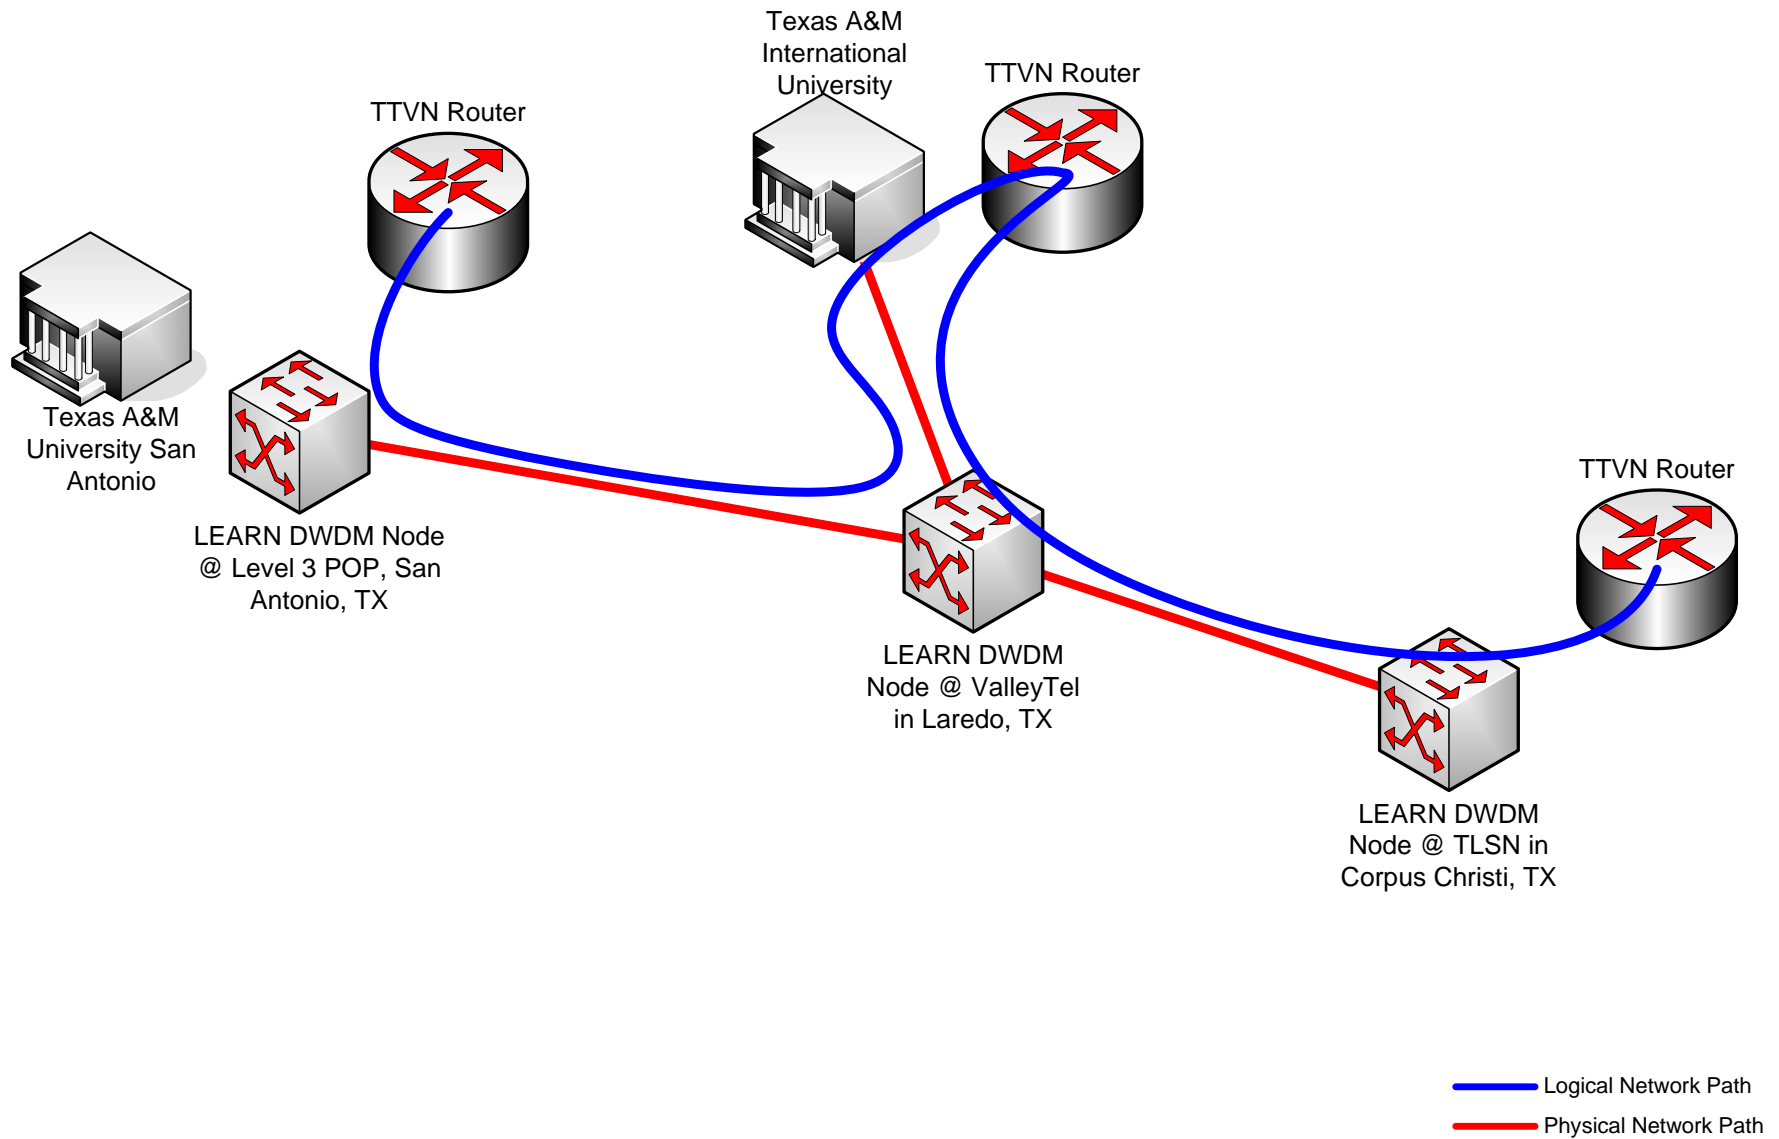 Texas A&M
International
University
TTVN Router
TTVN Router
Texas A&M
University San
Antonio
LEARN DWDM Node
@ Level 3 POP, San
Antonio, TX
LEARN DWDM
Node @ ValleyTel
in Laredo, TX
TTVN Router
LEARN DWDM
Node @ TLSN in
Corpus Christi, TX
Logical Network Path
Physical Network Path